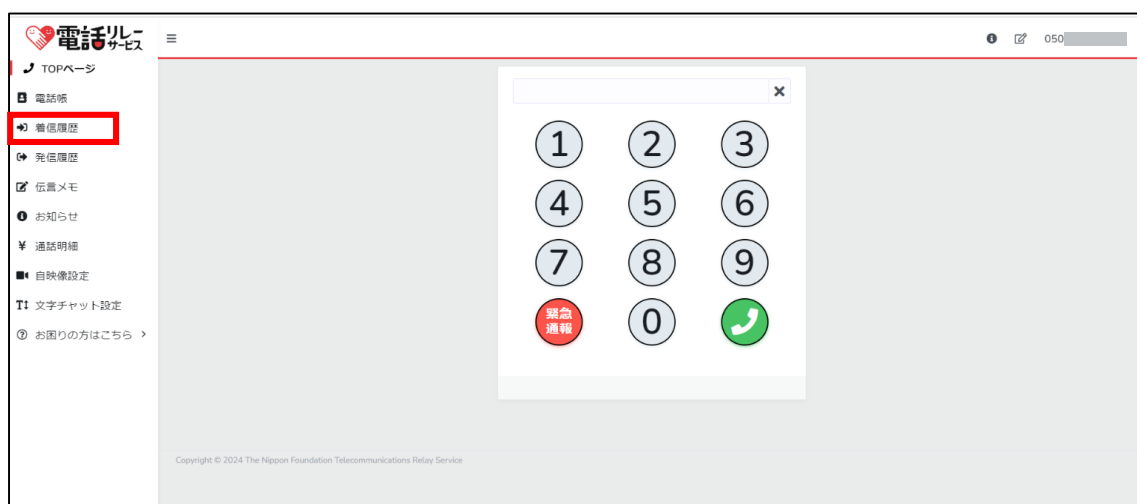 電話リレーサービス
050
TOPページ
電話帳
着信履歴
発信履歴
伝言メモ
お知らせ
通話明細
自映像設定
文字チャット設定
お困りの方はこちら
1 2 3
4 5 6
7 8 9
緊急通報 0
Copyright © 2024 The Nippon Foundation Telecommunications Relay Service